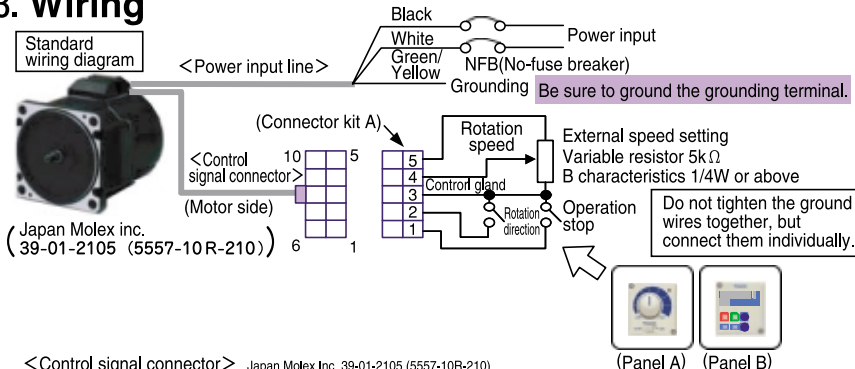 3. Wiring
Standard
wiring diagram
<Power input line>
Black
White
Green/
Yellow
Power input
NFB(No-fuse breaker)
Grounding
Be sure to ground the grounding terminal.
(Connector kit A)
<Control
signal connector>
(Motor side)
10
5
6
1
(Japan Molex inc.
39-01-2105 (5557-10 R-210))
5
4
3
2
1
Rotation
speed
Control gland
Rotation
direction
Operation
stop
External speed setting
Variable resistor 5kΩ
B characteristics 1/4W or above
Do not tighten the ground
wires together, but
connect them individually.
(Panel A)
(Panel B)
<Control signal connector> Japan Molex Inc. 39-01-2105 (5557-10R-210)